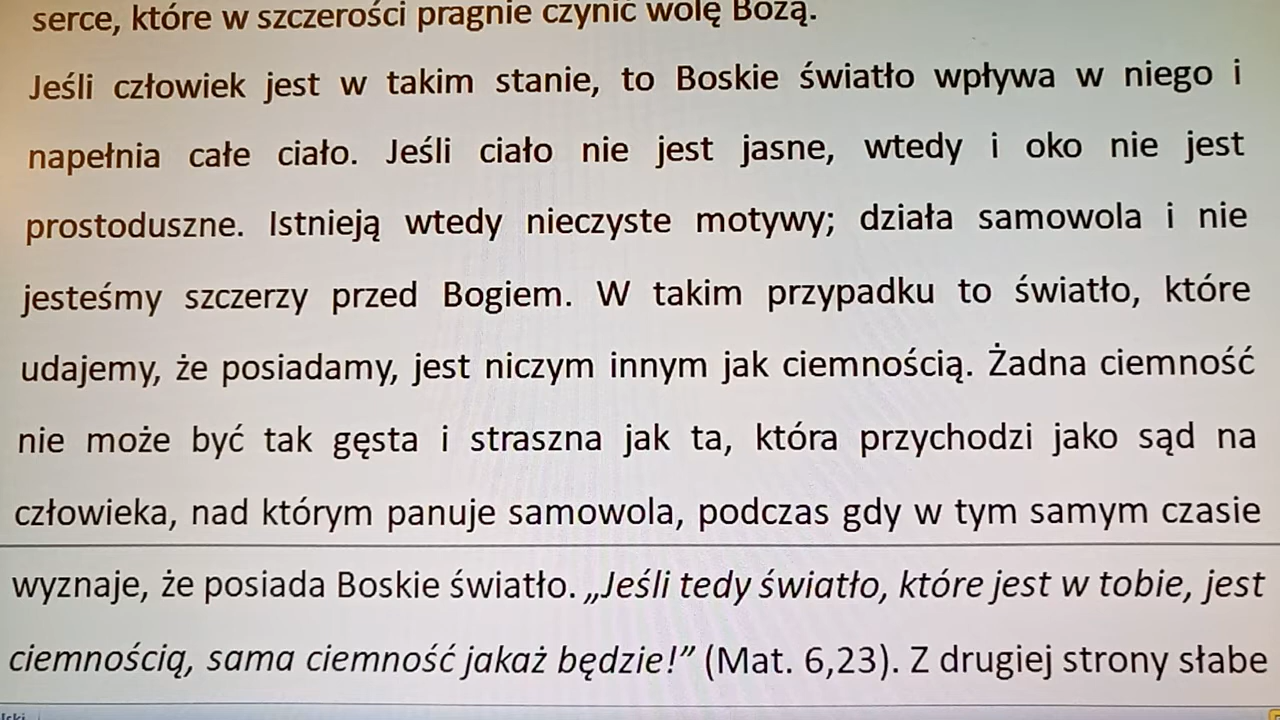 serce, które w szczerości pragnie czynić wolę Bożą.
Jeśli człowiek jest w takim stanie, to Boskie światło wpływa w niego i
napełnia całe ciało. Jeśli ciało nie jest jasne, wtedy i oko nie jest
prostoduszne. Istnieją wtedy nieczyste motywy; działa samowola i nie
jesteśmy szczerzy przed Bogiem. W takim przypadku to światło, które
udajemy, że posiadamy, jest niczym innym jak ciemnością. Żadna ciemność
nie może być tak gęsta i straszna jak ta, która przychodzi jako sąd na
człowieka, nad którym panuje samowola, podczas gdy w tym samym czasie
wyznaje, że posiada Boskie światło. „Jeśli tedy światło, które jest w tobie, jest
ciemnością, sama ciemność jakaż będzie!” (Mat. 6,23). Z drugiej strony słabe